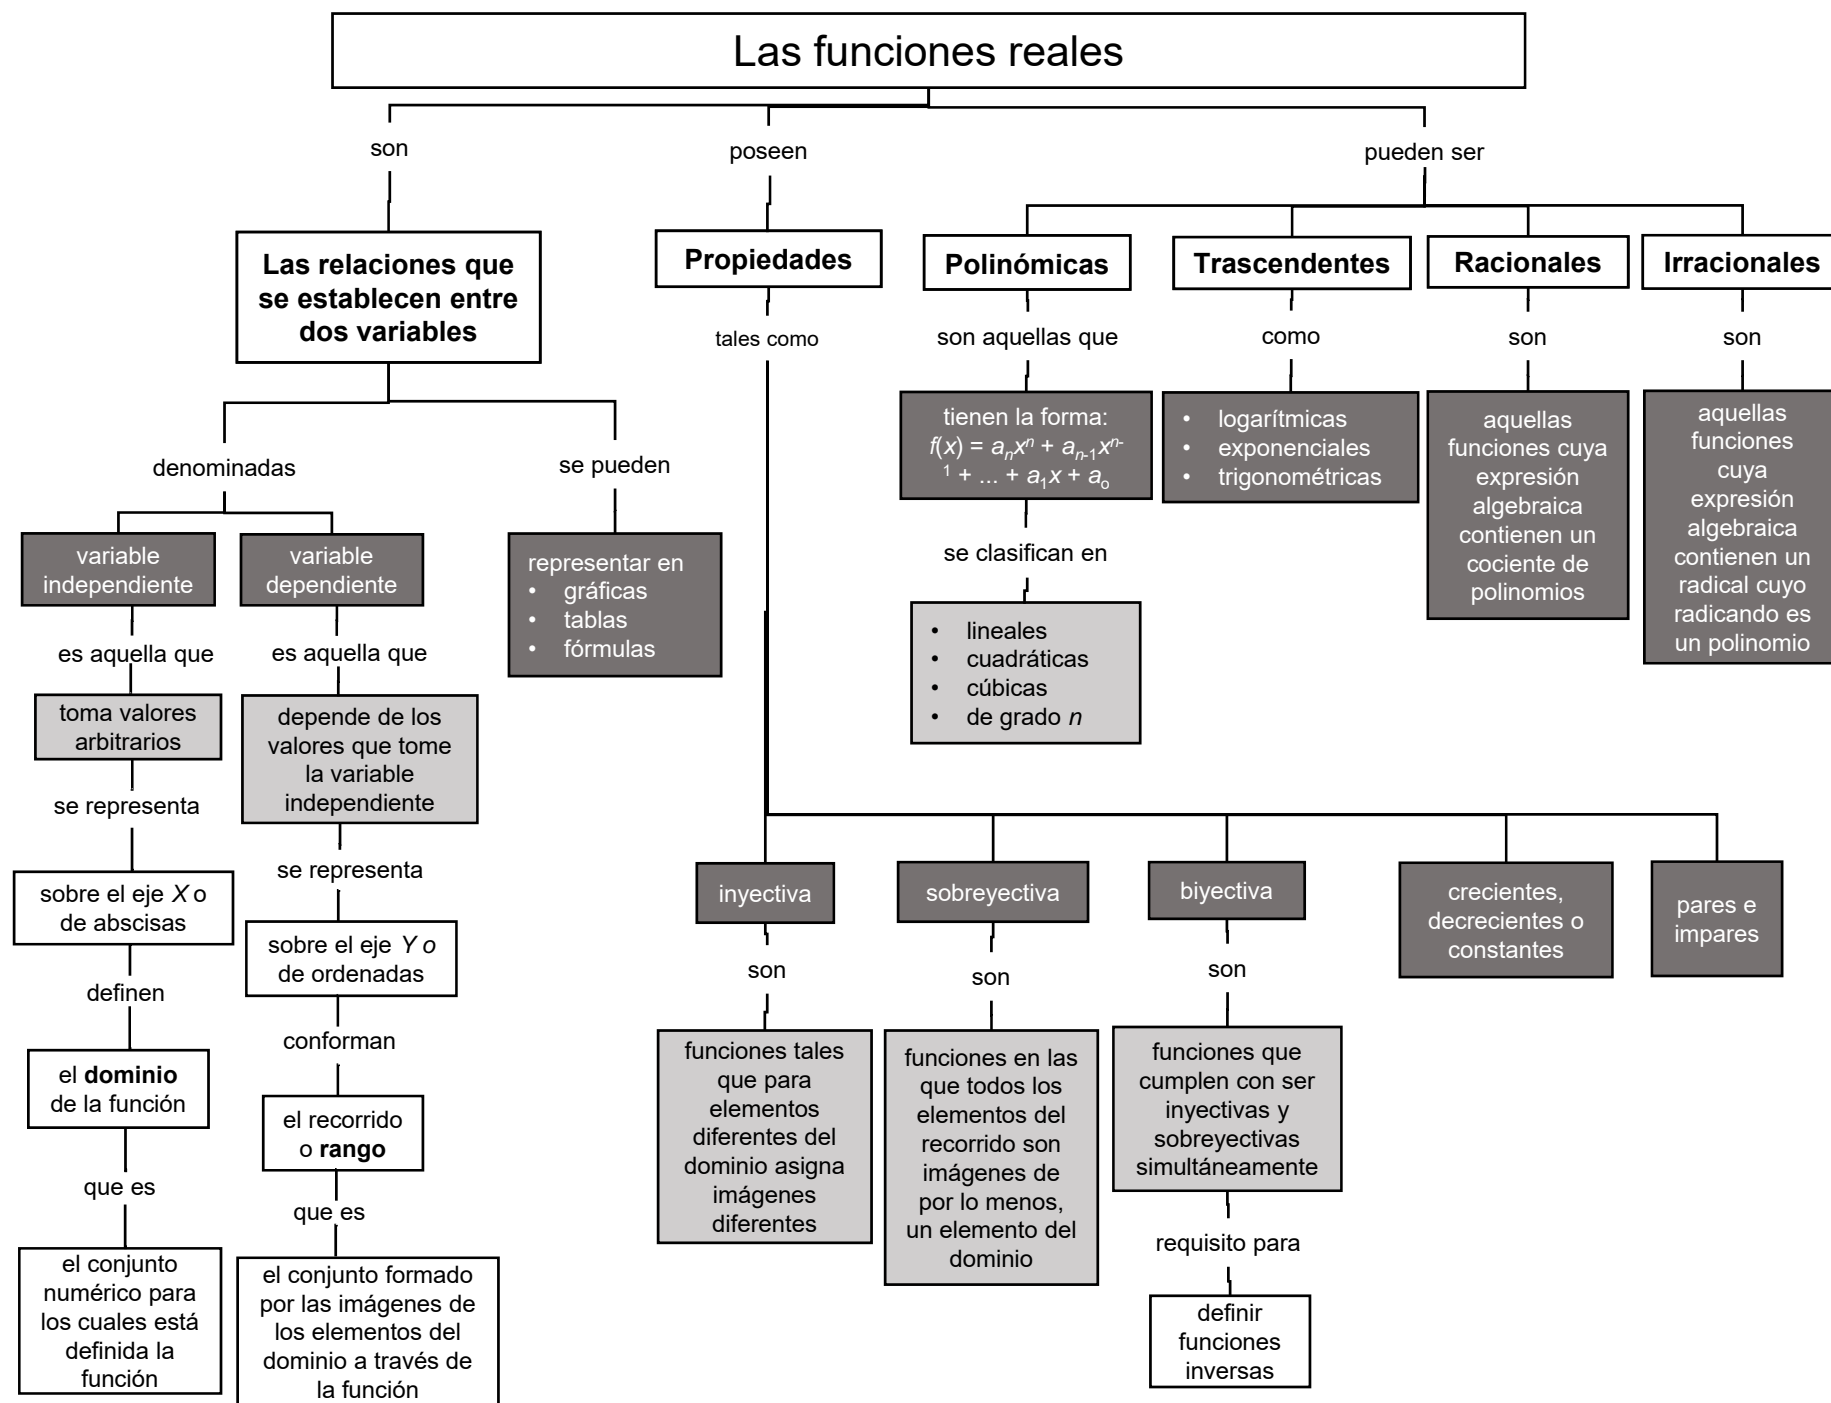 Las funciones reales
son
poseen
pueden ser
Las relaciones que
se establecen entre
dos variables
Propiedades
Polinómicas
Trascendentes
Racionales
Irracionales
tales como
son aquellas que
como
son
son
tienen la forma:
f(x) = aₙxⁿ + aₙ₋₁xⁿ⁻
¹ + ... + a₁x + aₒ
• logarítmicas
• exponenciales
• trigonométricas
aquellas
funciones cuya
expresión
algebraica
contienen un
cociente de
polinomios
aquellas
funciones
cuya
expresión
algebraica
contienen un
radical cuyo
radicando es
un polinomio
denominadas
se pueden
variable
independiente
variable
dependiente
representar en
• gráficas
• tablas
• fórmulas
se clasifican en
• lineales
• cuadráticas
• cúbicas
• de grado n
es aquella que
es aquella que
toma valores
arbitrarios
depende de los
valores que tome
la variable
independiente
se representa
se representa
sobre el eje X o
de abscisas
sobre el eje Y o
de ordenadas
definen
conforman
el dominio
de la función
el recorrido
o rango
que es
que es
el conjunto
numérico para
los cuales está
definida la
función
el conjunto formado
por las imágenes de
los elementos del
dominio a través de
la función
inyectiva
sobreyectiva
biyectiva
crecientes,
decrecientes o
constantes
pares e
impares
son
son
son
funciones tales
que para
elementos
diferentes del
dominio asigna
imágenes
diferentes
funciones en las
que todos los
elementos del
recorrido son
imágenes de
por lo menos,
un elemento del
dominio
funciones que
cumplen con ser
inyectivas y
sobreyectivas
simultáneamente
requisito para
definir
funciones
inversas